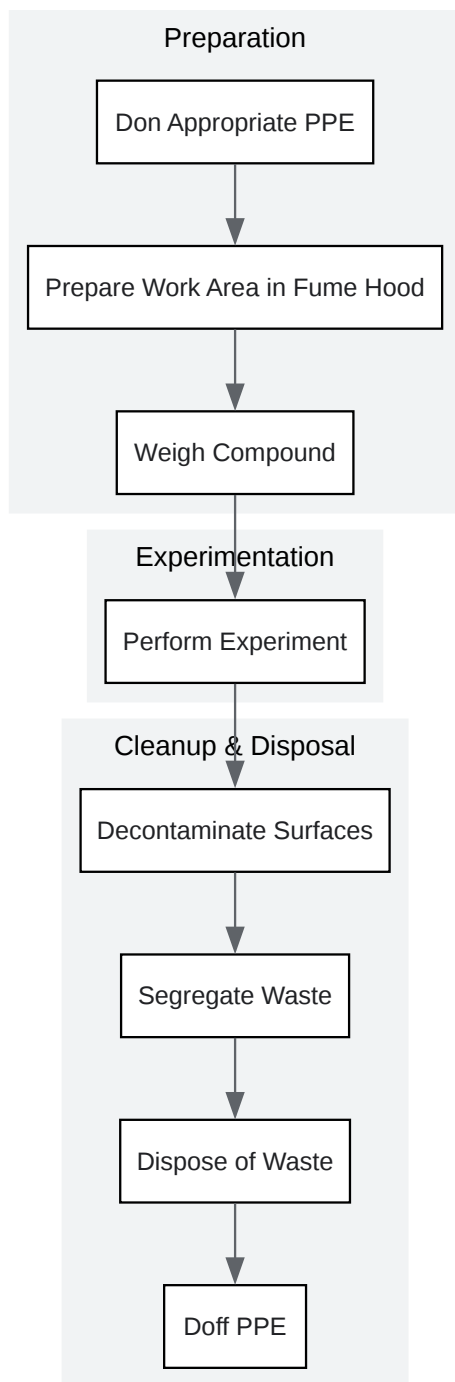 Preparation
Don Appropriate PPE
Prepare Work Area in Fume Hood
Weigh Compound
Experimentation
Perform Experiment
Cleanup & Disposal
Decontaminate Surfaces
Segregate Waste
Dispose of Waste
Doff PPE